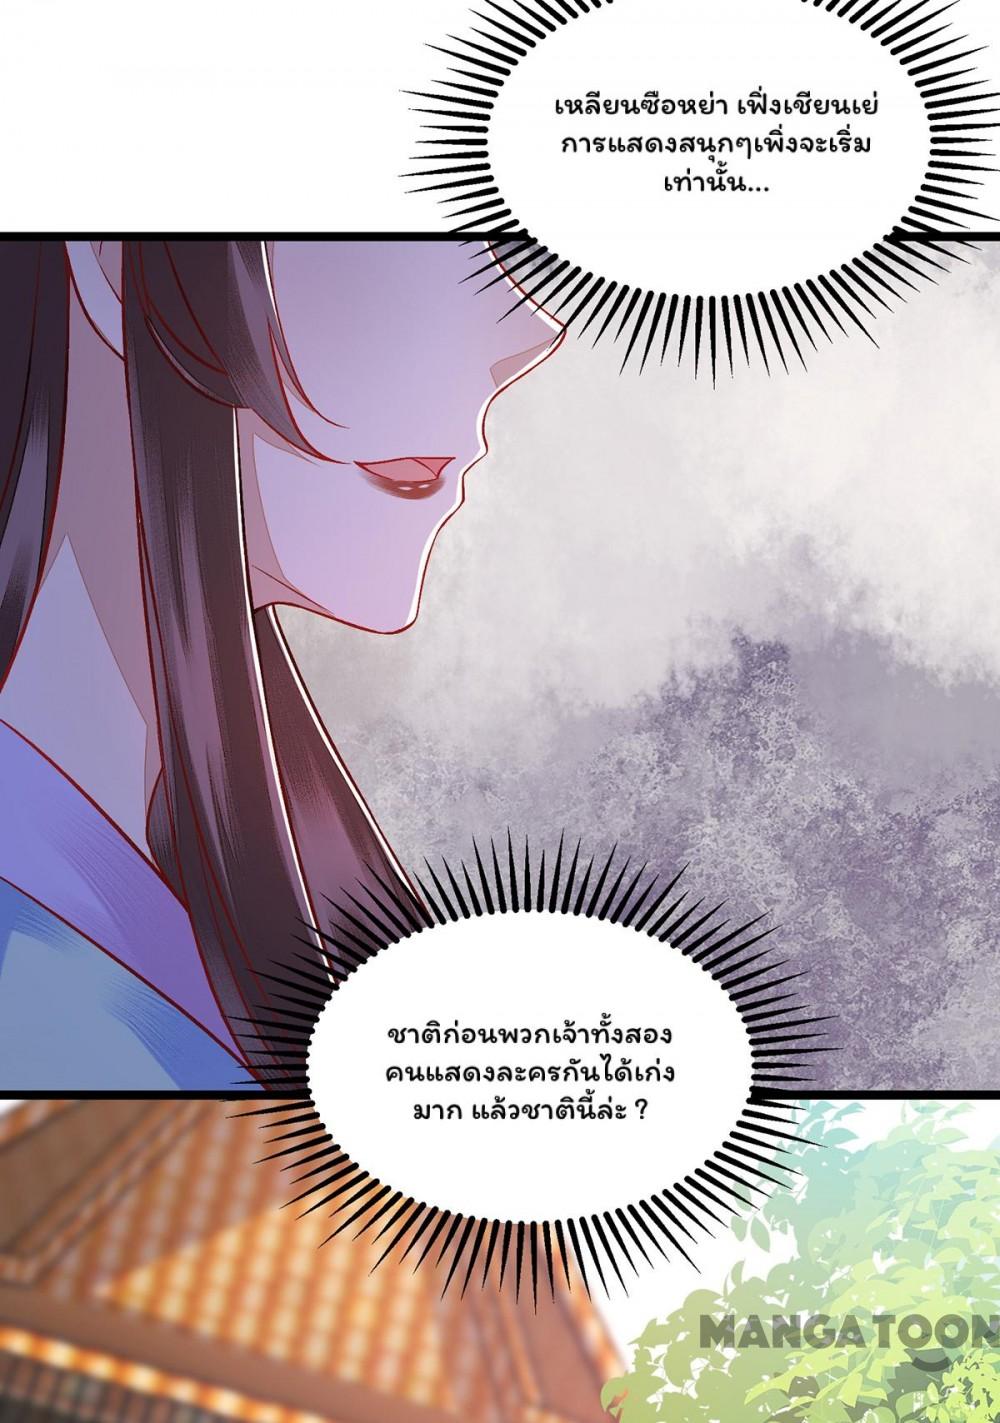 เหลียนซือหย่า เฟิ่งเชียนเย่
การแสดงสนุกๆเพิ่งจะเริ่ม
เท่านั้น...
ชาติก่อนพวกเจ้าทั้งสอง
คนแสดงละครกันได้เก่ง
มาก แล้วชาตินี้ล่ะ ?
MANGATOON